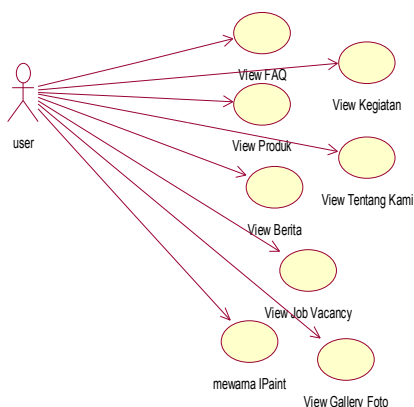 View FAQ
View Kegiatan
user
View Produk
View Tentang Kami
View Berita
View Job Vacancy
mewarna IPaint
View Gallery Foto